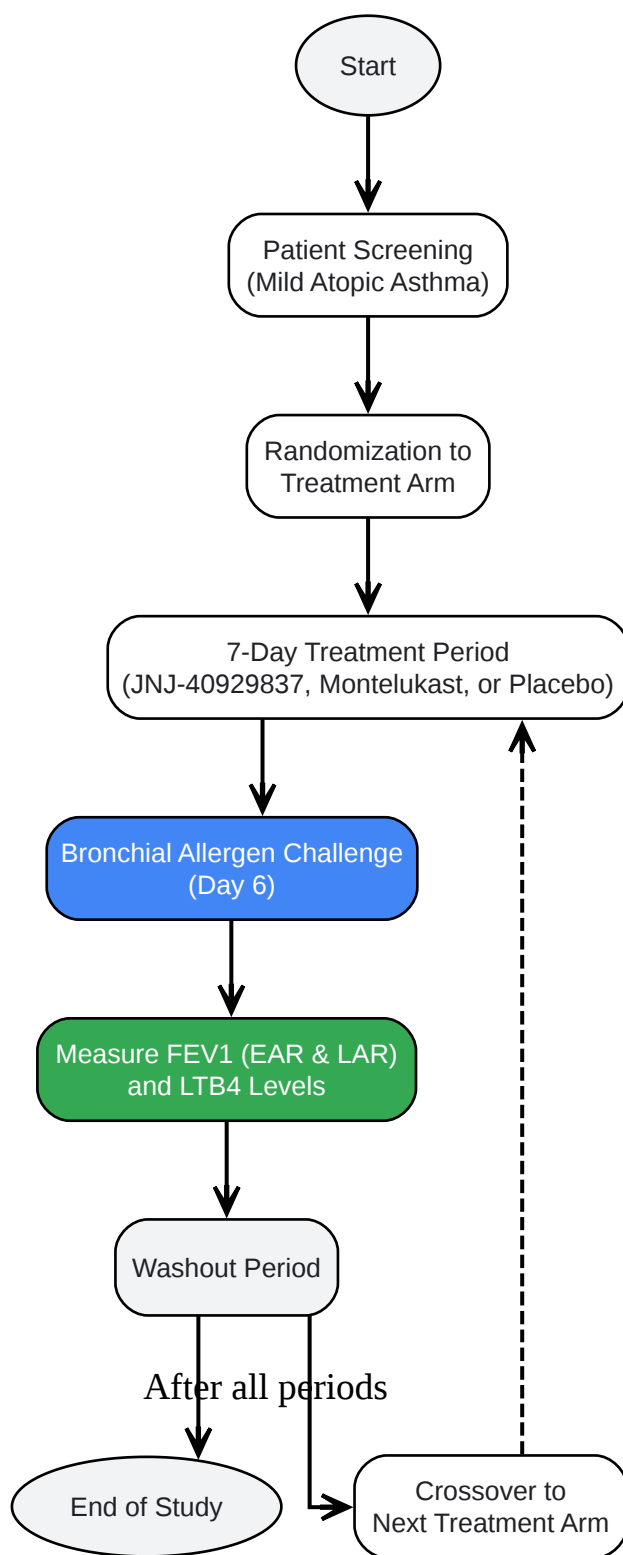 Start
Patient Screening
(Mild Atopic Asthma)
Randomization to
Treatment Arm
7-Day Treatment Period
(JNJ-40929837, Montelukast, or Placebo)
Bronchial Allergen Challenge
(Day 6)
Measure FEV1 (EAR & LAR)
and LTB4 Levels
Washout Period
After all periods
End of Study
Crossover to
Next Treatment Arm